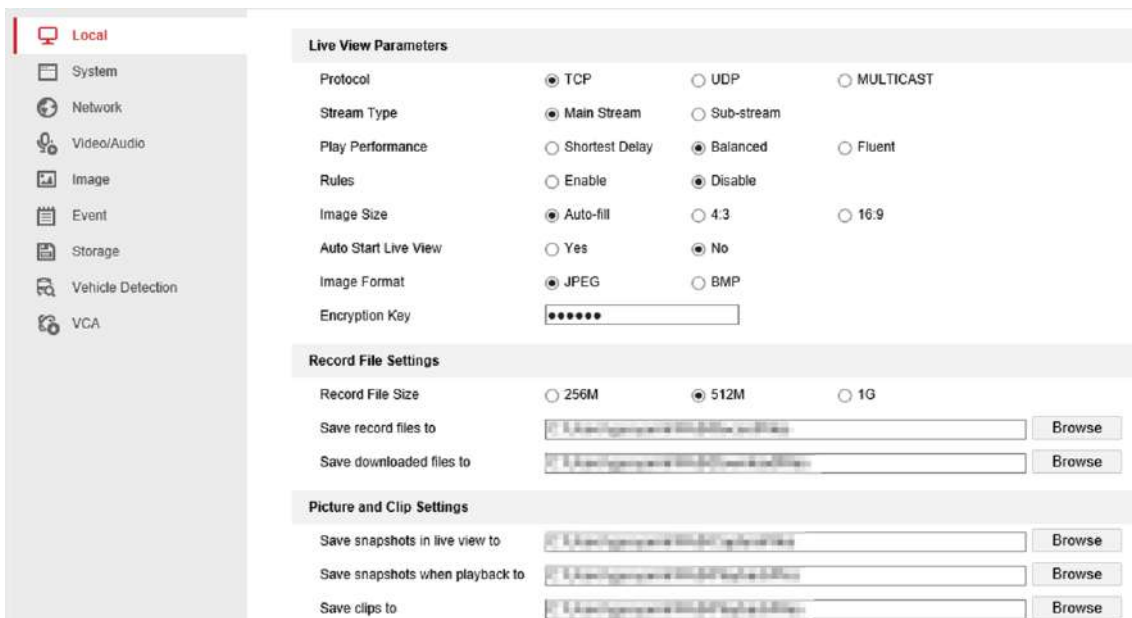 Local
System
Network
Video/Audio
Image
Event
Storage
Vehicle Detection
VCA
Live View Parameters
Protocol TCP UDP MULTICAST
Stream Type Main Stream Sub-stream
Play Performance Shortest Delay Balanced Fluent
Rules Enable Disable
Image Size Auto-fill 4:3 16:9
Auto Start Live View Yes No
Image Format JPEG BMP
Encryption Key ••••••
Record File Settings
Record File Size 256M 512M 1G
Save record files to Browse
Save downloaded files to Browse
Picture and Clip Settings
Save snapshots in live view to Browse
Save snapshots when playback to Browse
Save clips to Browse